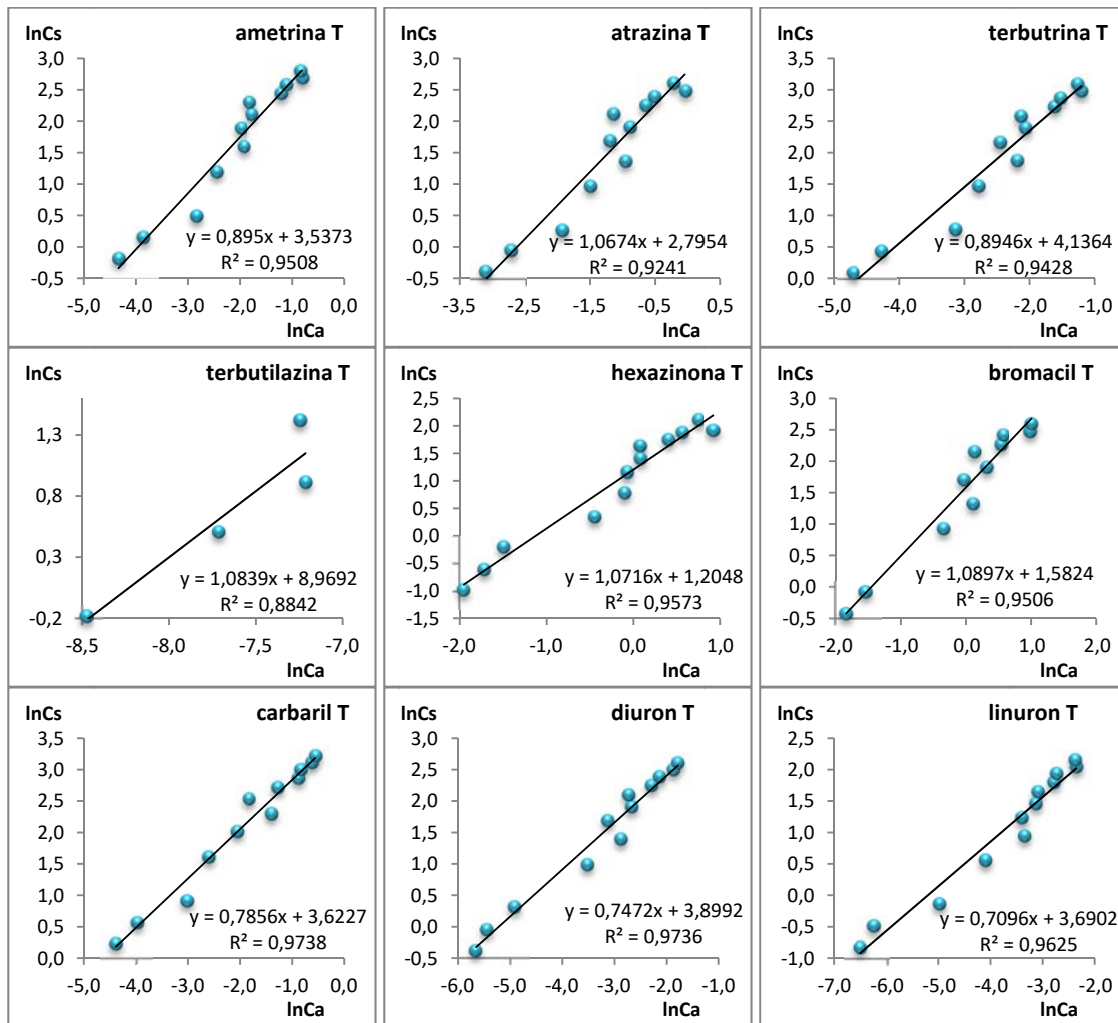 lnCs ametrina T
3,0
2,5
2,0
1,5
1,0
0,5
0,0
-0,5
y = 0,895x + 3,5373
R² = 0,9508
-5,0 -4,0 -3,0 -2,0 -1,0 0,0
lnCa
lnCs atrazina T
3,0
2,5
2,0
1,5
1,0
0,5
0,0
-0,5
y = 1,0674x + 2,7954
R² = 0,9241
-3,5 -2,5 -1,5 -0,5 0,5
lnCa
lnCs terbutrina T
3,5
3,0
2,5
2,0
1,5
1,0
0,5
0,0
y = 0,8946x + 4,1364
R² = 0,9428
-5,0 -4,0 -3,0 -2,0 -1,0
lnCa
lnCs terbutilazina T
1,3
0,8
0,3
-0,2
y = 1,0839x + 8,9692
R² = 0,8842
-8,5 -8,0 -7,5 -7,0
lnCa
lnCs hexazinona T
2,5
2,0
1,5
1,0
0,5
0,0
-0,5
-1,0
-1,5
y = 1,0716x + 1,2048
R² = 0,9573
-2,0 -1,0 0,0 1,0
lnCa
lnCs bromacil T
3,0
2,5
2,0
1,5
1,0
0,5
0,0
-0,5
y = 1,0897x + 1,5824
R² = 0,9506
-2,0 -1,0 0,0 1,0 2,0
lnCa
lnCs carbaril T
3,5
3,0
2,5
2,0
1,5
1,0
0,5
0,0
y = 0,7856x + 3,6227
R² = 0,9738
-5,0 -4,0 -3,0 -2,0 -1,0 0,0
lnCa
lnCs diuron T
3,0
2,5
2,0
1,5
1,0
0,5
0,0
-0,5
y = 0,7472x + 3,8992
R² = 0,9736
-6,0 -5,0 -4,0 -3,0 -2,0 -1,0
lnCa
lnCs linuron T
2,5
2,0
1,5
1,0
0,5
0,0
-0,5
-1,0
y = 0,7096x + 3,6902
R² = 0,9625
-7,0 -6,0 -5,0 -4,0 -3,0 -2,0
lnCa